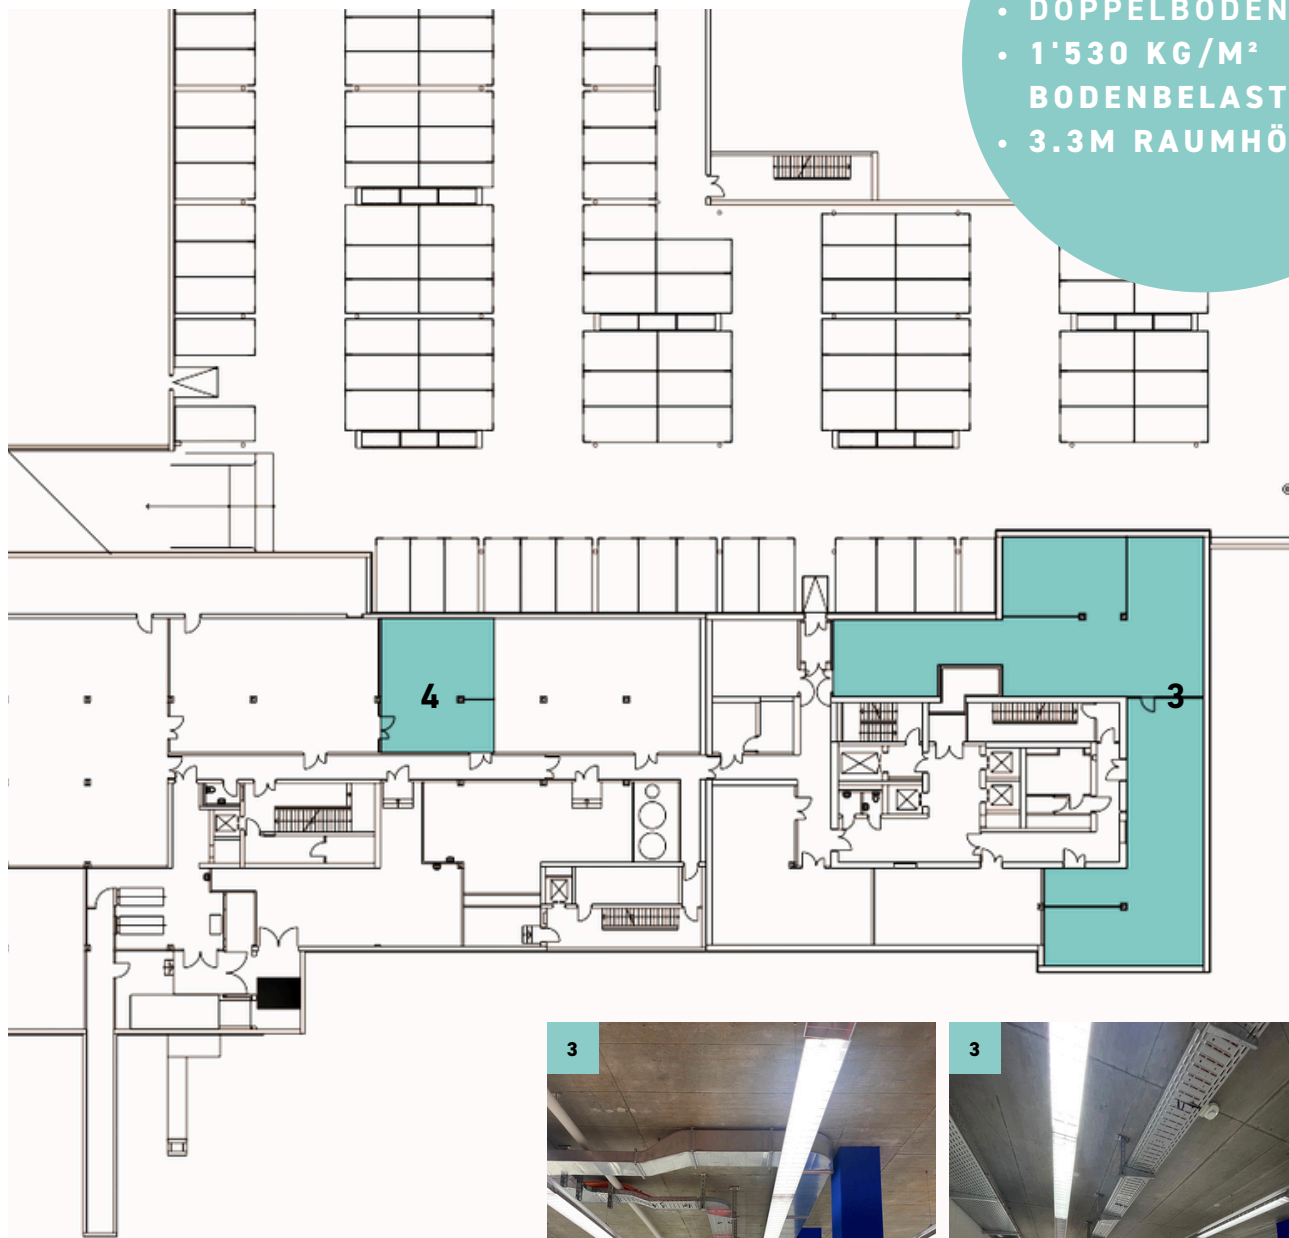 • DOPPELBODEN
• 1'530 KG/M²
BODENBELAST
• 3.3M RAUMHÖ
4
3
3
3